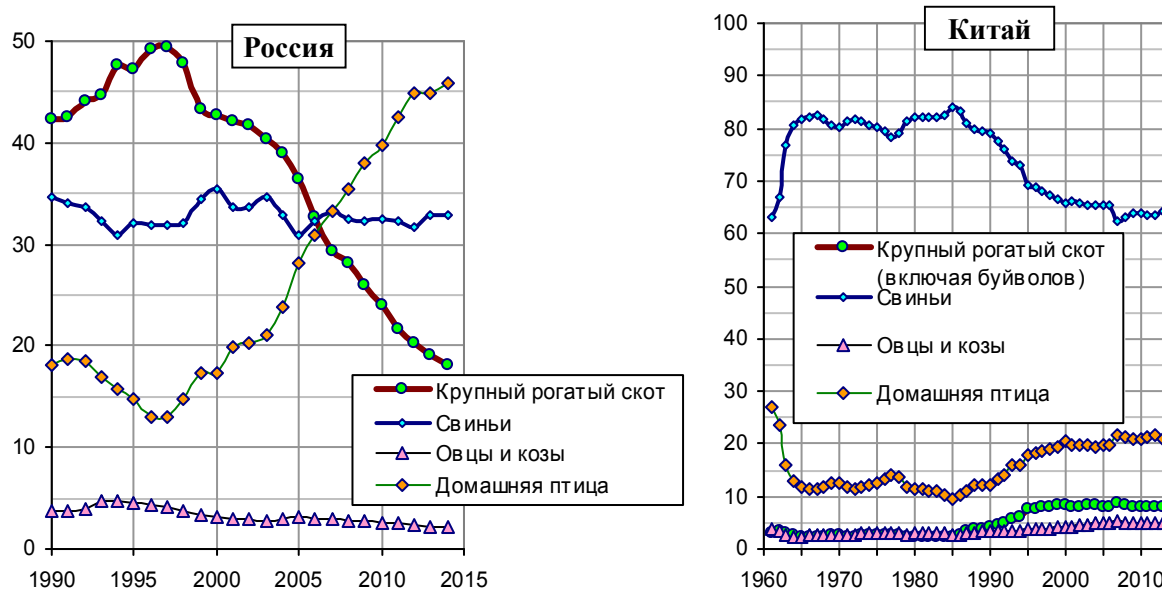 Россия
50
40
30
20
10
0
1990 1995 2000 2005 2010 2015
Крупный рогатый скот
Свиньи
Овцы и козы
Домашняя птица
Китай
100
90
80
70
60
50
40
30
20
10
0
1960 1970 1980 1990 2000 2010
Крупный рогатый скот
(включая буйволов)
Свиньи
Овцы и козы
Домашняя птица